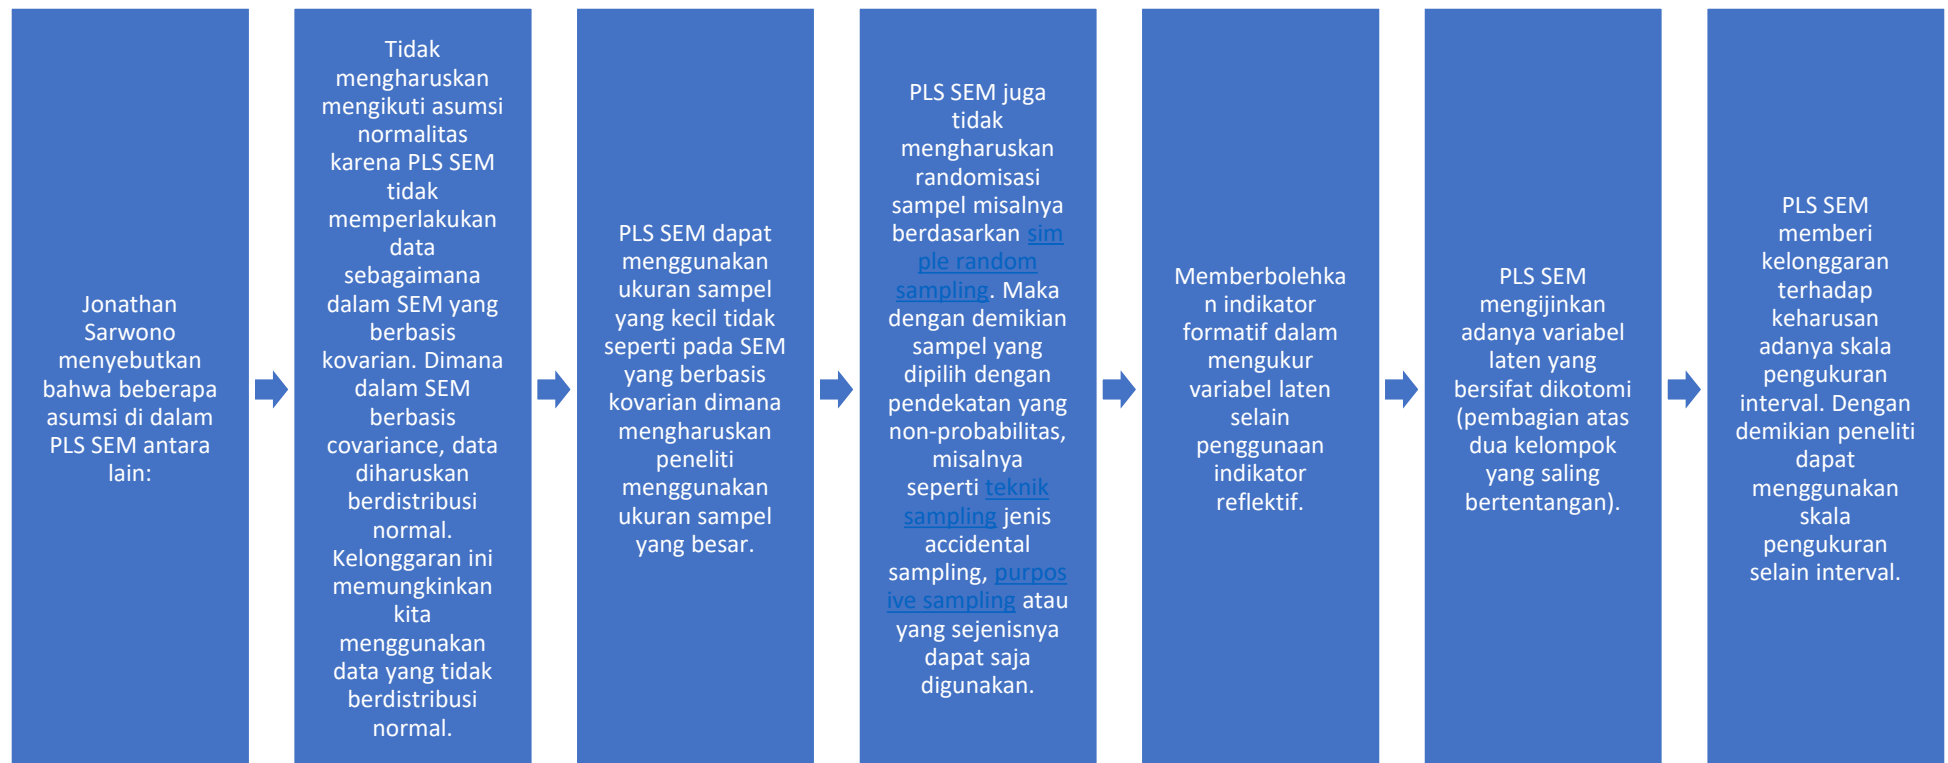 Jonathan
Sarwono
menyebutkan
bahwa beberapa
asumsi di dalam
PLS SEM antara
lain:
Tidak
mengharuskan
mengikuti asumsi
normalitas
karena PLS SEM
tidak
memperlakukan
data
sebagaimana
dalam SEM yang
berbasis
kovarian. Dimana
dalam SEM
berbasis
covariance, data
diharuskan
berdistribusi
normal.
Kelonggaran ini
memungkinkan
kita
menggunakan
data yang tidak
berdistribusi
normal.
PLS SEM dapat
menggunakan
ukuran sampel
yang kecil tidak
seperti pada SEM
yang berbasis
kovarian dimana
mengharuskan
peneliti
menggunakan
ukuran sampel
yang besar.
PLS SEM juga
tidak
mengharuskan
randomisasi
sampel misalnya
berdasarkan sim
ple random
sampling. Maka
dengan demikian
sampel yang
dipilih dengan
pendekatan yang
non-probabilitas,
misalnya
seperti teknik
sampling jenis
accidental
sampling, purpos
ive sampling atau
yang sejenisnya
dapat saja
digunakan.
Memberbolehka
n indikator
formatif dalam
mengukur
variabel laten
selain
penggunaan
indikator
reflektif.
PLS SEM
mengijinkan
adanya variabel
laten yang
bersifat dikotomi
(pembagian atas
dua kelompok
yang saling
bertentangan).
PLS SEM
memberi
kelonggaran
terhadap
keharusan
adanya skala
pengukuran
interval. Dengan
demikian peneliti
dapat
menggunakan
skala
pengukuran
selain interval.